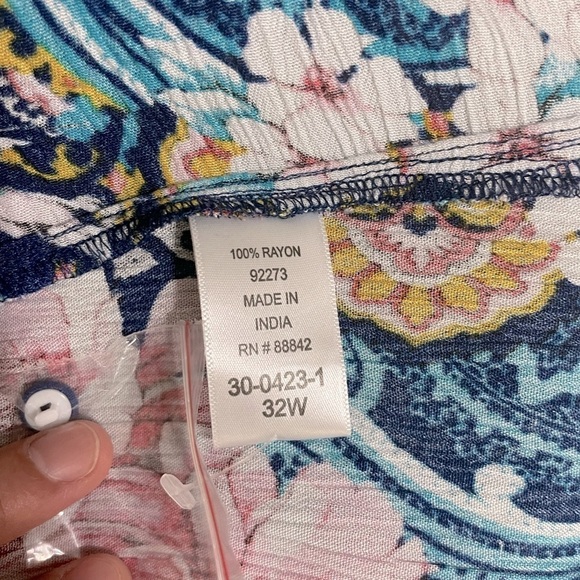 100% RAYON
92273
MADE IN
INDIA
RN # 88842
30-0423-1
32W